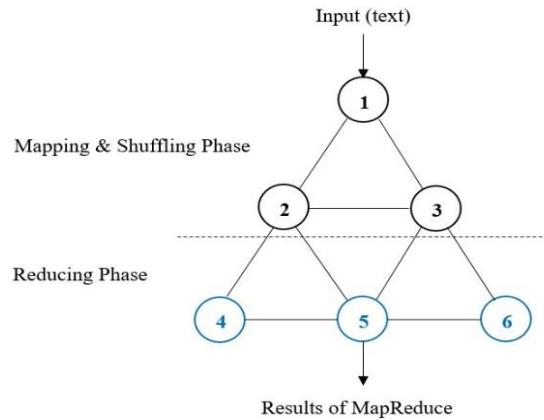 Input (text)
1
Mapping & Shuffling Phase
2
3
Reducing Phase
4
5
6
Results of MapReduce